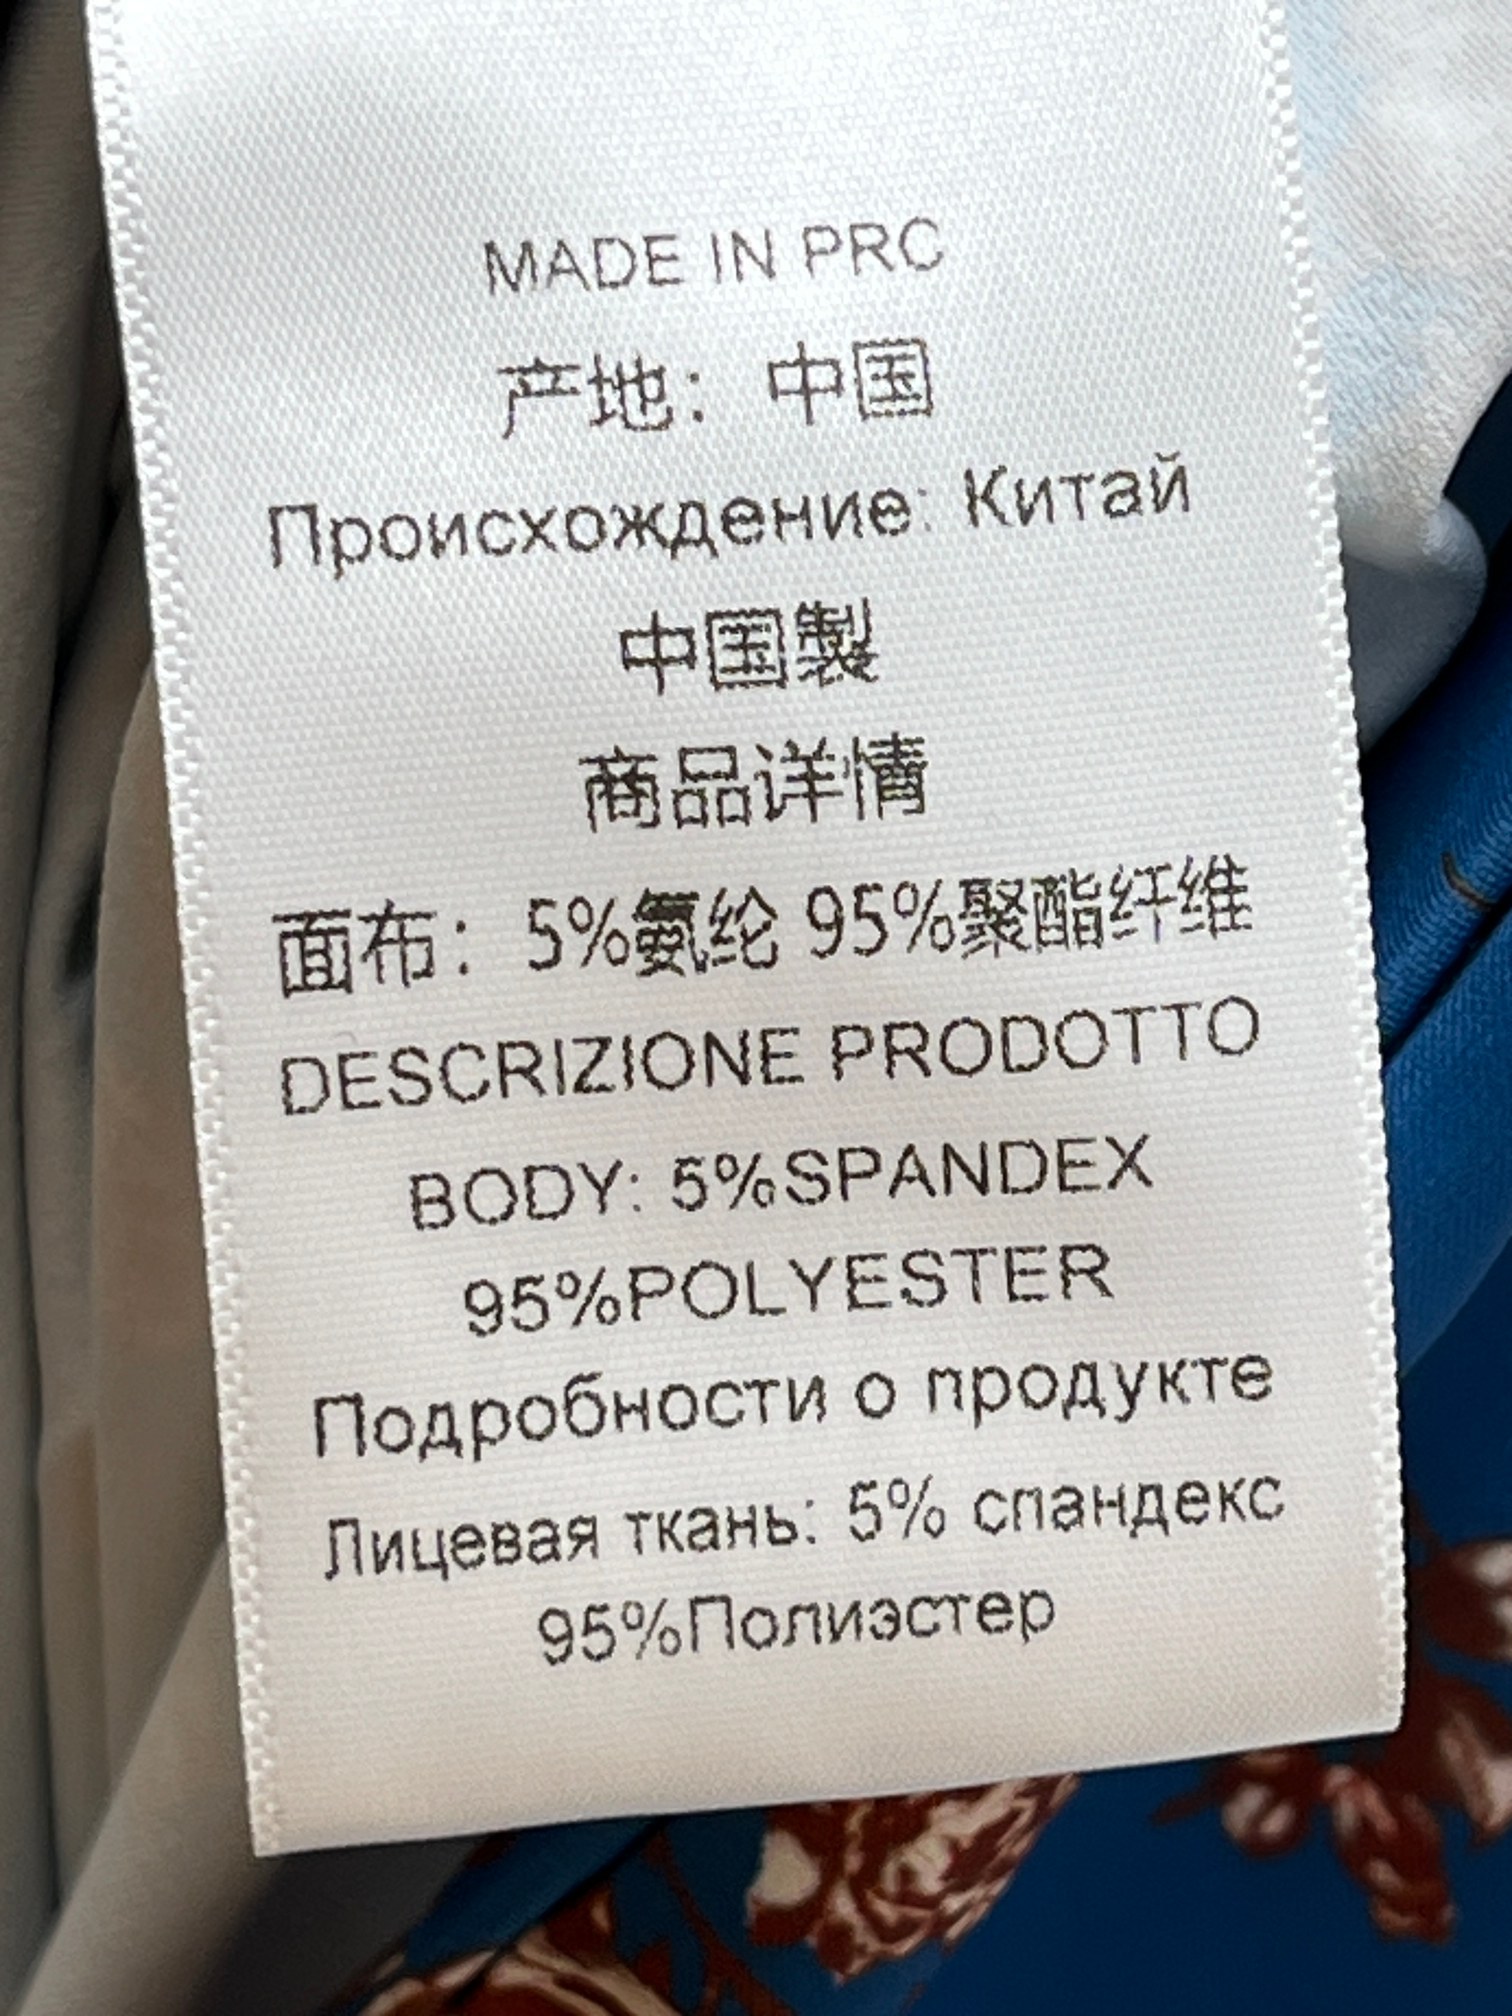 MADE IN PRC
产地：中国
Происхождение: Китай
中国製
商品详情
面布：5%氨纶 95%聚酯纤维
DESCRIZIONE PRODOTTO
BODY: 5%SPANDEX
95%POLYESTER
Подробности о продукте
Лицевая ткань: 5% спандекс
95%Полиэстер